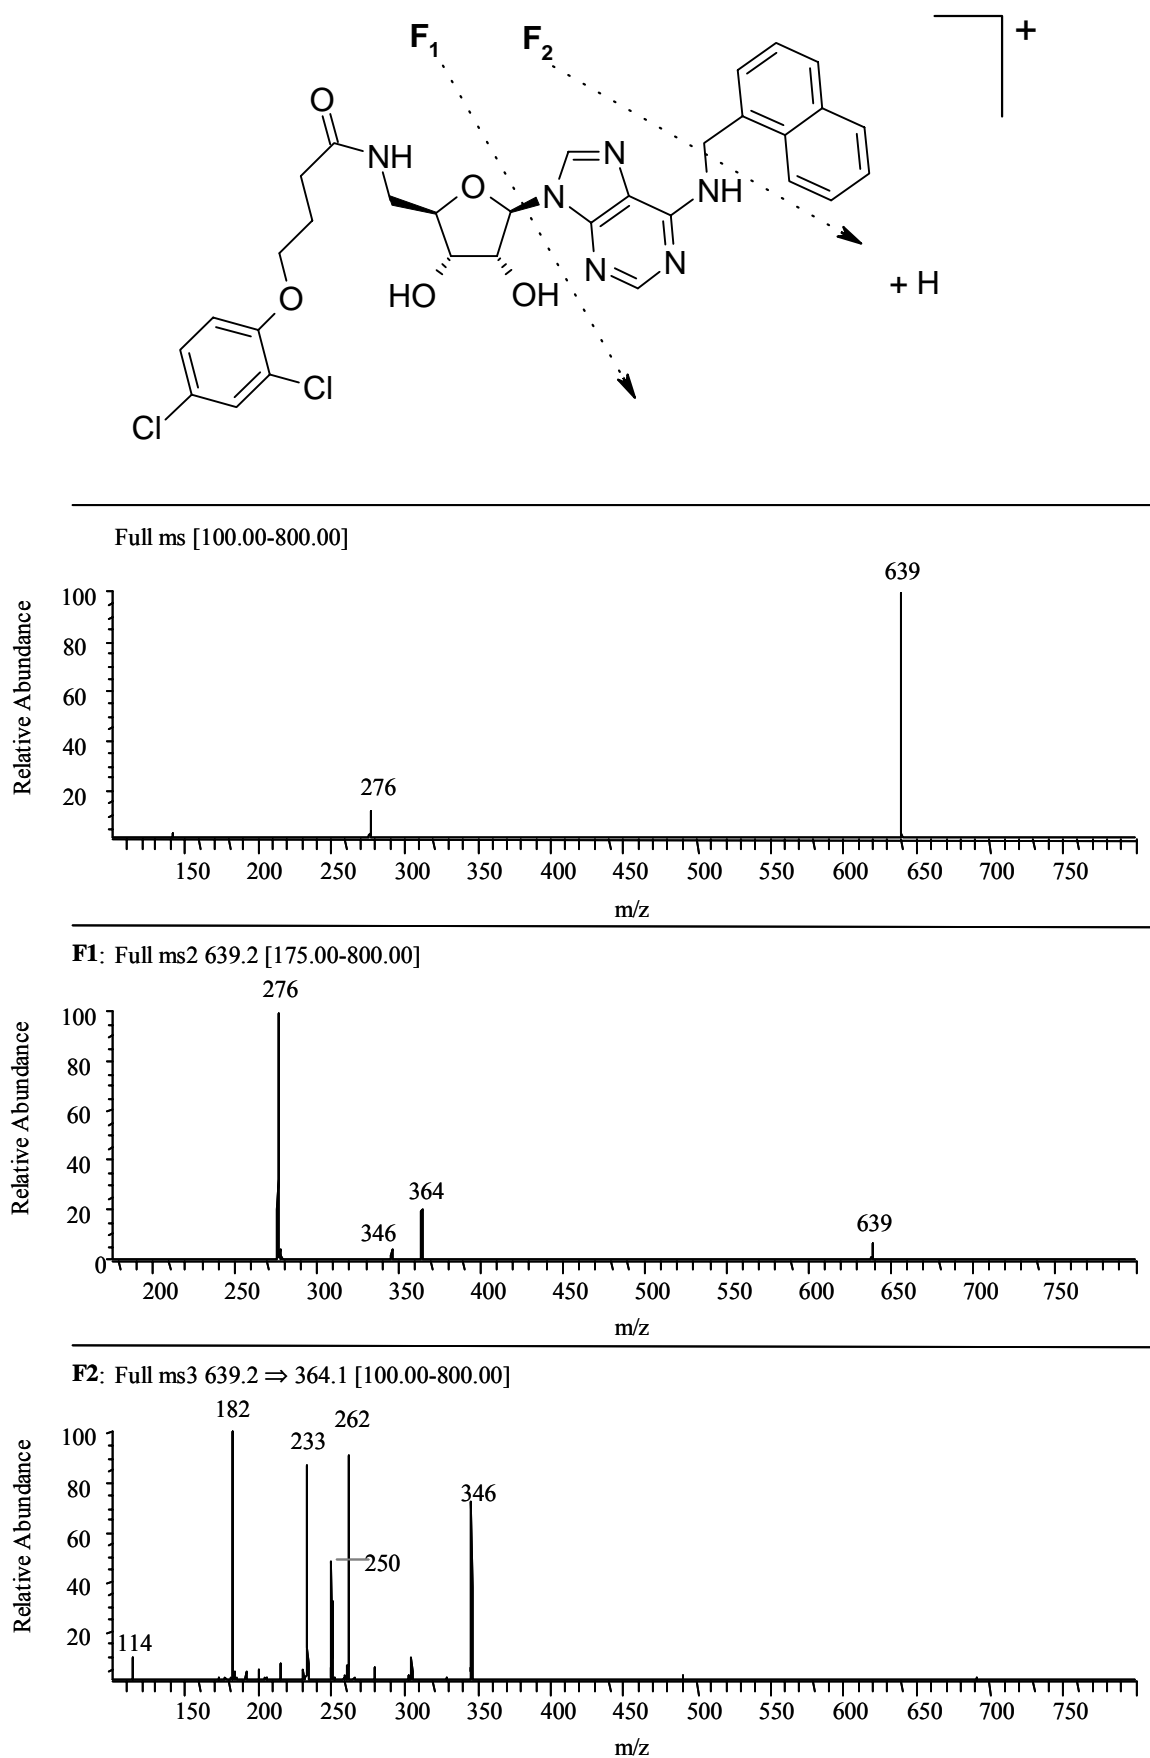 F1 F2 +
O
NH
O N N NH
N N
HO OH
+ H
O
Cl
Cl
Full ms [100.00-800.00]
639
276
100
80
60
40
20
Relative Abundance
150 200 250 300 350 400 450 500 550 600 650 700 750
m/z
F1: Full ms2 639.2 [175.00-800.00]
276
364
346
639
100
80
60
40
20
0
Relative Abundance
200 250 300 350 400 450 500 550 600 650 700 750
m/z
F2: Full ms3 639.2 ⇒ 364.1 [100.00-800.00]
182
262
233
346
250
114
100
80
60
40
20
Relative Abundance
150 200 250 300 350 400 450 500 550 600 650 700 750
m/z